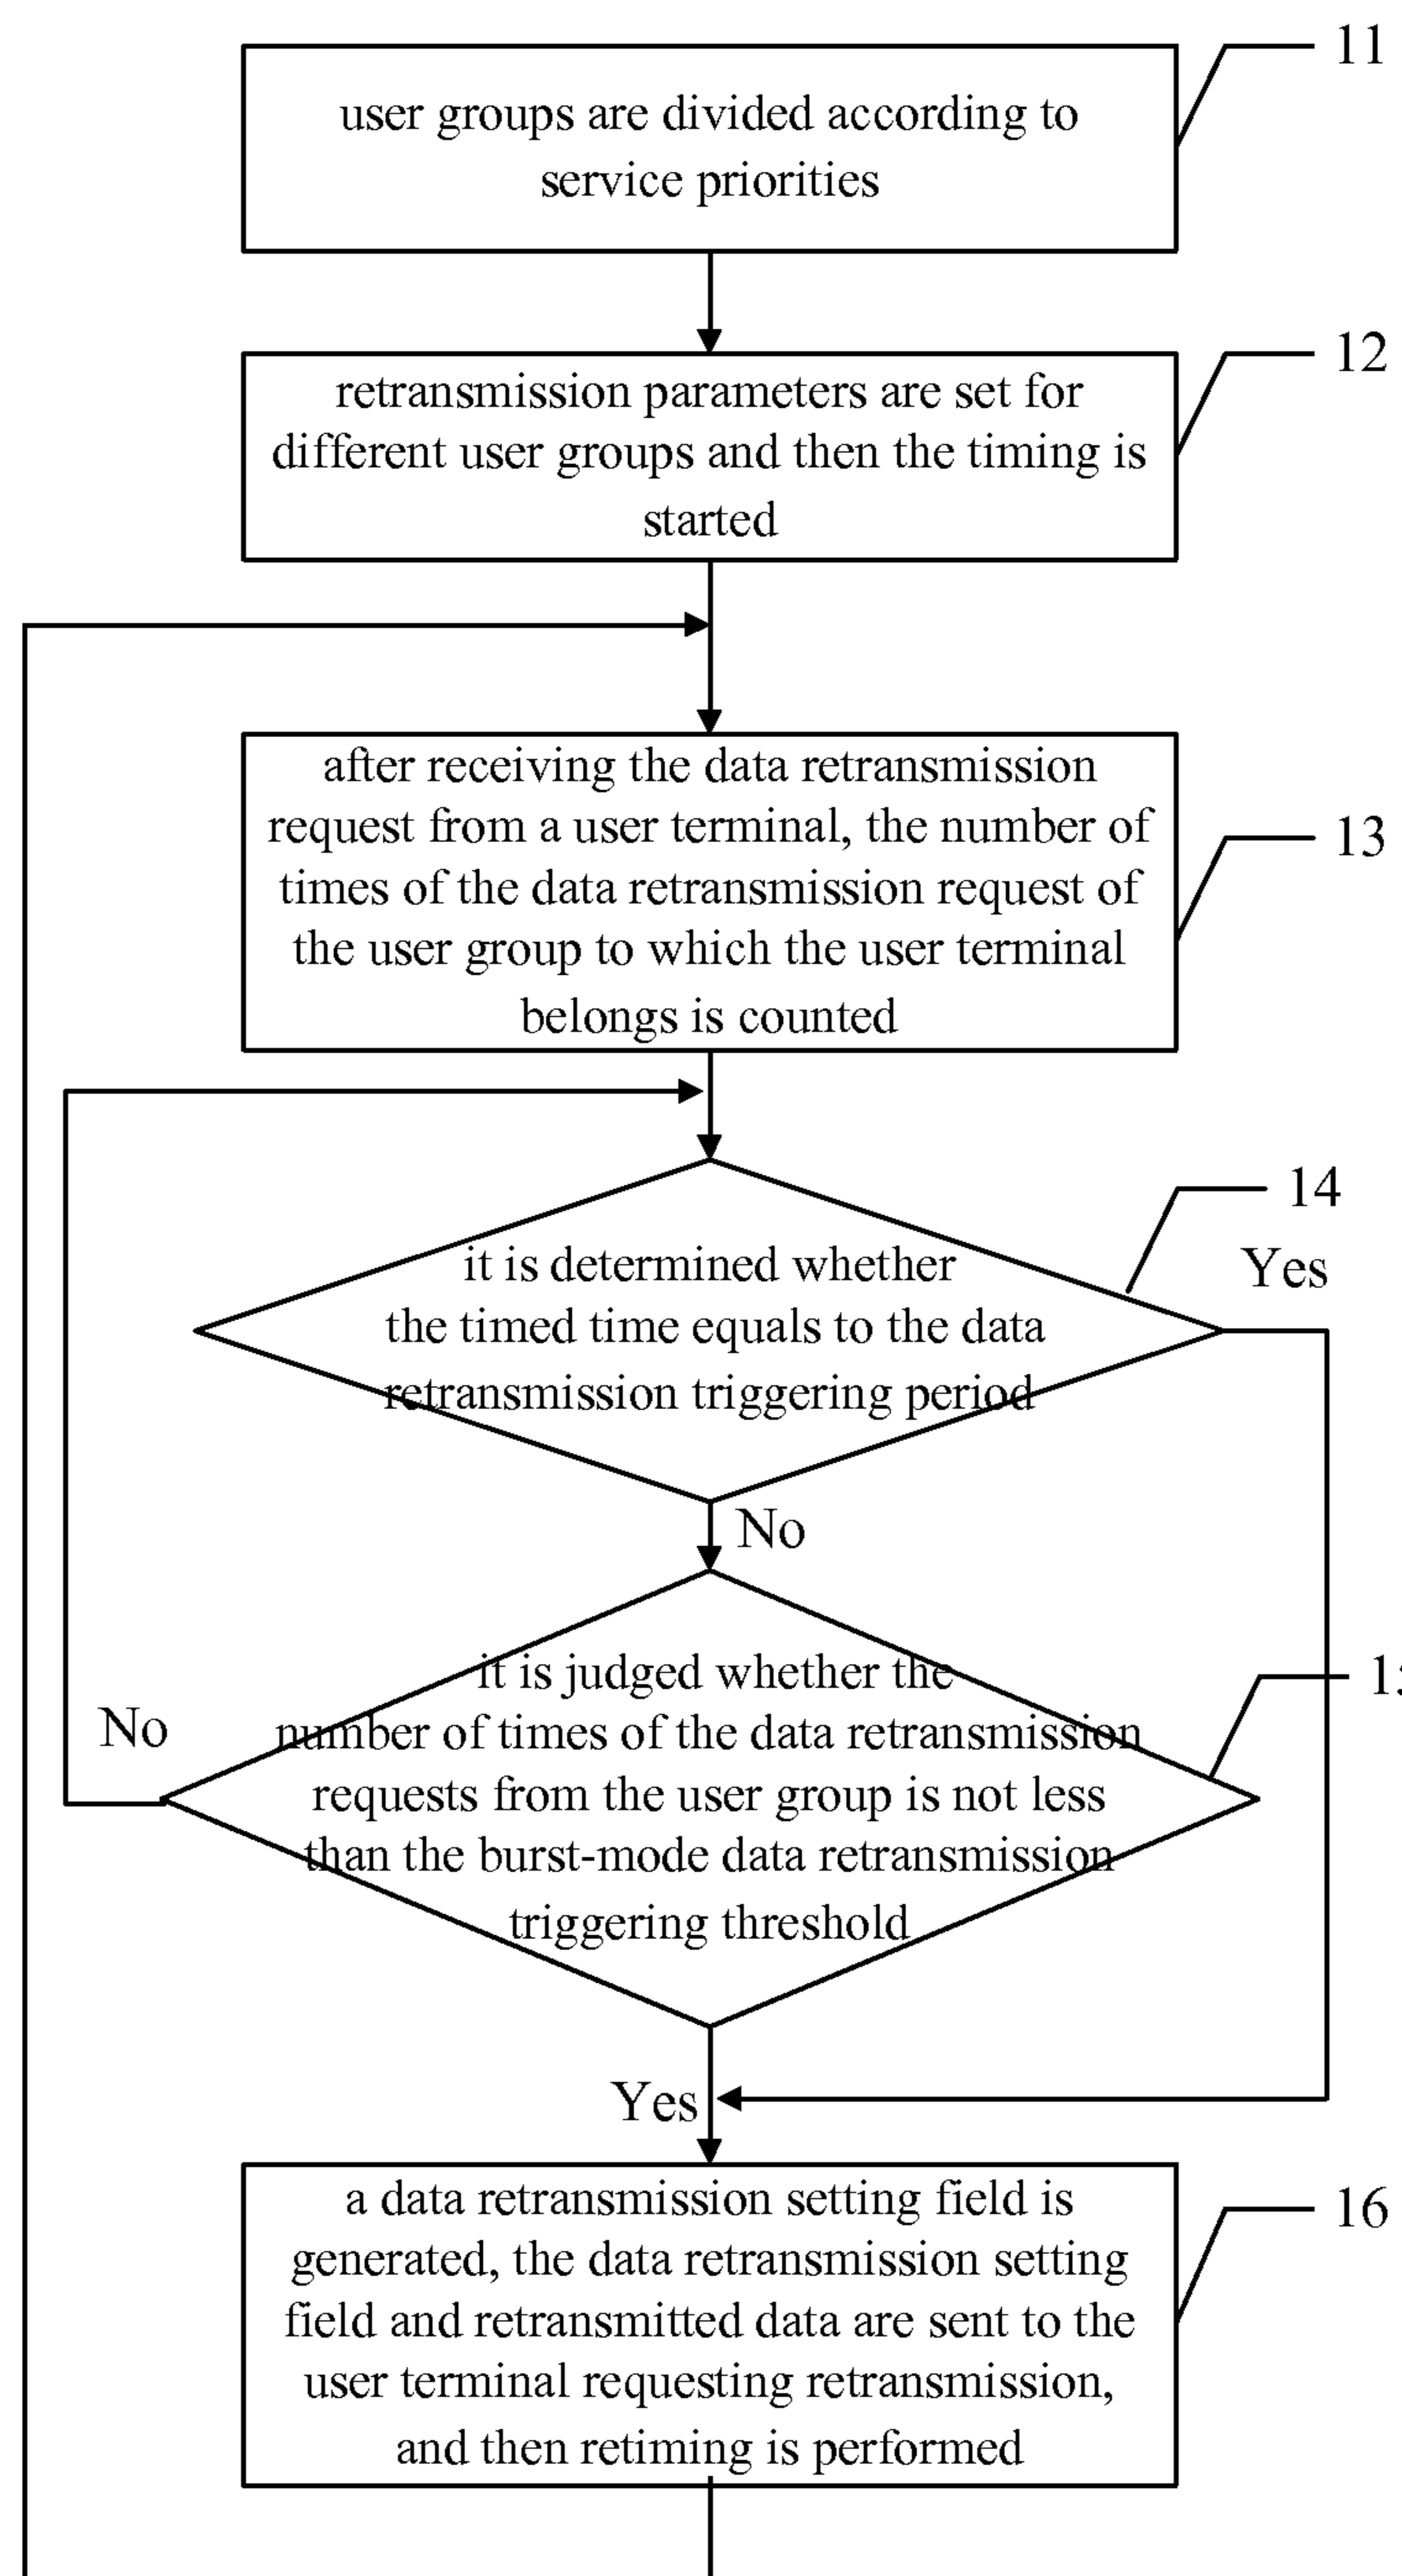 11
user groups are divided according to
service priorities
12
retransmission parameters are set for
different user groups and then the timing is
started
after receiving the data retransmission
request from a user terminal, the number of
times of the data retransmission request of
the user group to which the user terminal
belongs is counted
13
14
Yes
it is determined whether
the timed time equals to the data
retransmission triggering period
No
it is judged whether the
number of times of the data retransmission
requests from the user group is not less
than the burst-mode data retransmission
triggering threshold
No
Yes
a data retransmission setting field is
generated, the data retransmission setting
field and retransmitted data are sent to the
user terminal requesting retransmission,
and then retiming is performed
16